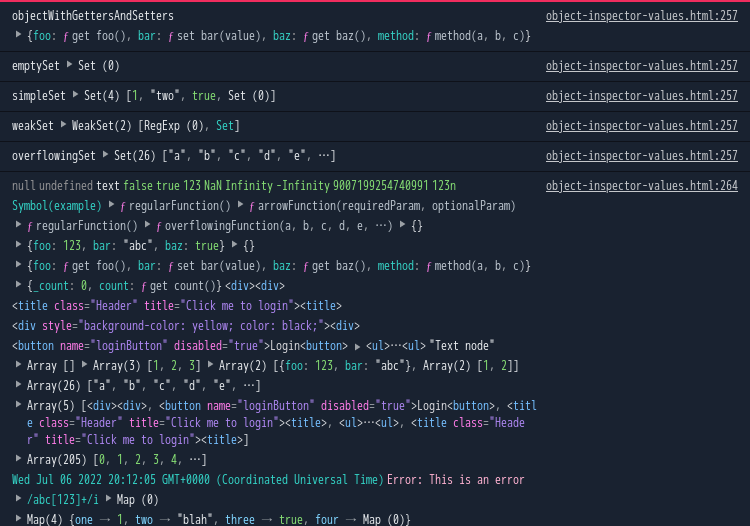 objectWithGettersAndSetters object-inspector-values.html:257
▶ {foo: ƒ get foo(), bar: ƒ set bar(value), baz: ƒ get baz(), method: ƒ method(a, b, c)}
emptySet ▶ Set (0) object-inspector-values.html:257
simpleSet ▶ Set(4) [1, "two", true, Set (0)] object-inspector-values.html:257
weakSet ▶ WeakSet(2) [RegExp (0), Set] object-inspector-values.html:257
overflowingSet ▶ Set(26) ["a", "b", "c", "d", "e", …] object-inspector-values.html:257
null undefined text false true 123 NaN Infinity -Infinity 9007199254740991 123n object-inspector-values.html:264
Symbol(example) ▶ ƒ regularFunction() ▶ ƒ arrowFunction(requiredParam, optionalParam)
▶ ƒ regularFunction() ▶ ƒ overflowingFunction(a, b, c, d, e, …) ▶ {}
▶ {foo: 123, bar: "abc", baz: true} ▶ {}
▶ {foo: ƒ get foo(), bar: ƒ set bar(value), baz: ƒ get baz(), method: ƒ method(a, b, c)}
▶ {_count: 0, count: ƒ get count()} <div><div>
<title class="Header" title="Click me to login"><title>
<div style="background-color: yellow; color: black;"><div>
<button name="loginButton" disabled="true">Login<button> ▶ <ul>…<ul> "Text node"
▶ Array [] ▶ Array(3) [1, 2, 3] ▶ Array(2) [{foo: 123, bar: "abc"}, Array(2) [1, 2]]
▶ Array(26) ["a", "b", "c", "d", "e", …]
▶ Array(5) [<div><div>, <button name="loginButton" disabled="true">Login<button>, <titl
e class="Header" title="Click me to login"><title>, <ul>…<ul>, <title class="Heade
r" title="Click me to login"><title>]
▶ Array(205) [0, 1, 2, 3, 4, …]
Wed Jul 06 2022 20:12:05 GMT+0000 (Coordinated Universal Time) Error: This is an error
▶ /abc[123]+/i ▶ Map (0)
▶ Map(4) {one → 1, two → "blah", three → true, four → Map (0)}